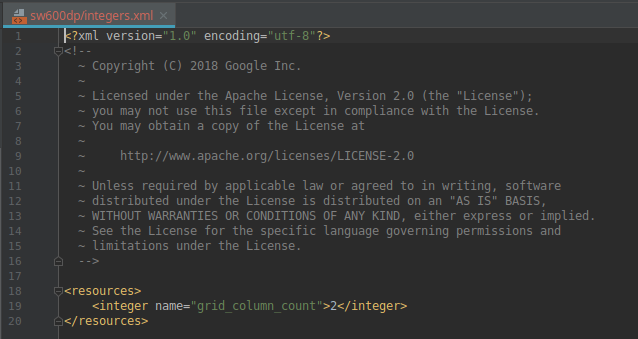 sw600dp/integers.xml
1 <?xml version="1.0" encoding="utf-8"?>
2 <!--
3   ~ Copyright (C) 2018 Google Inc.
4   ~
5   ~ Licensed under the Apache License, Version 2.0 (the "License");
6   ~ you may not use this file except in compliance with the License.
7   ~ You may obtain a copy of the License at
8   ~
9   ~     http://www.apache.org/licenses/LICENSE-2.0
10   ~
11   ~ Unless required by applicable law or agreed to in writing, software
12   ~ distributed under the License is distributed on an "AS IS" BASIS,
13   ~ WITHOUT WARRANTIES OR CONDITIONS OF ANY KIND, either express or implied.
14   ~ See the License for the specific language governing permissions and
15   ~ limitations under the License.
16   -->
17
18 <resources>
19     <integer name="grid_column_count">2</integer>
20 </resources>